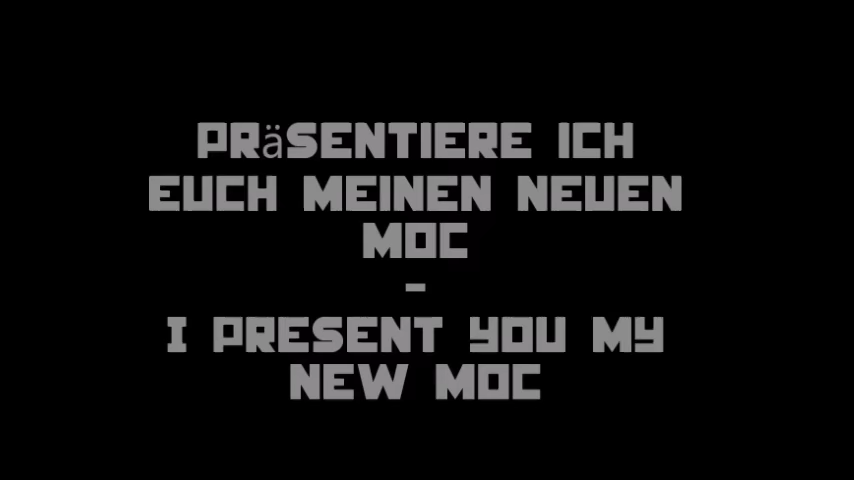 PRäSENTIERE ICH
EUCH MEINEN NEUEN
MOC
-
I PRESENT YOU MY
NEW MOC